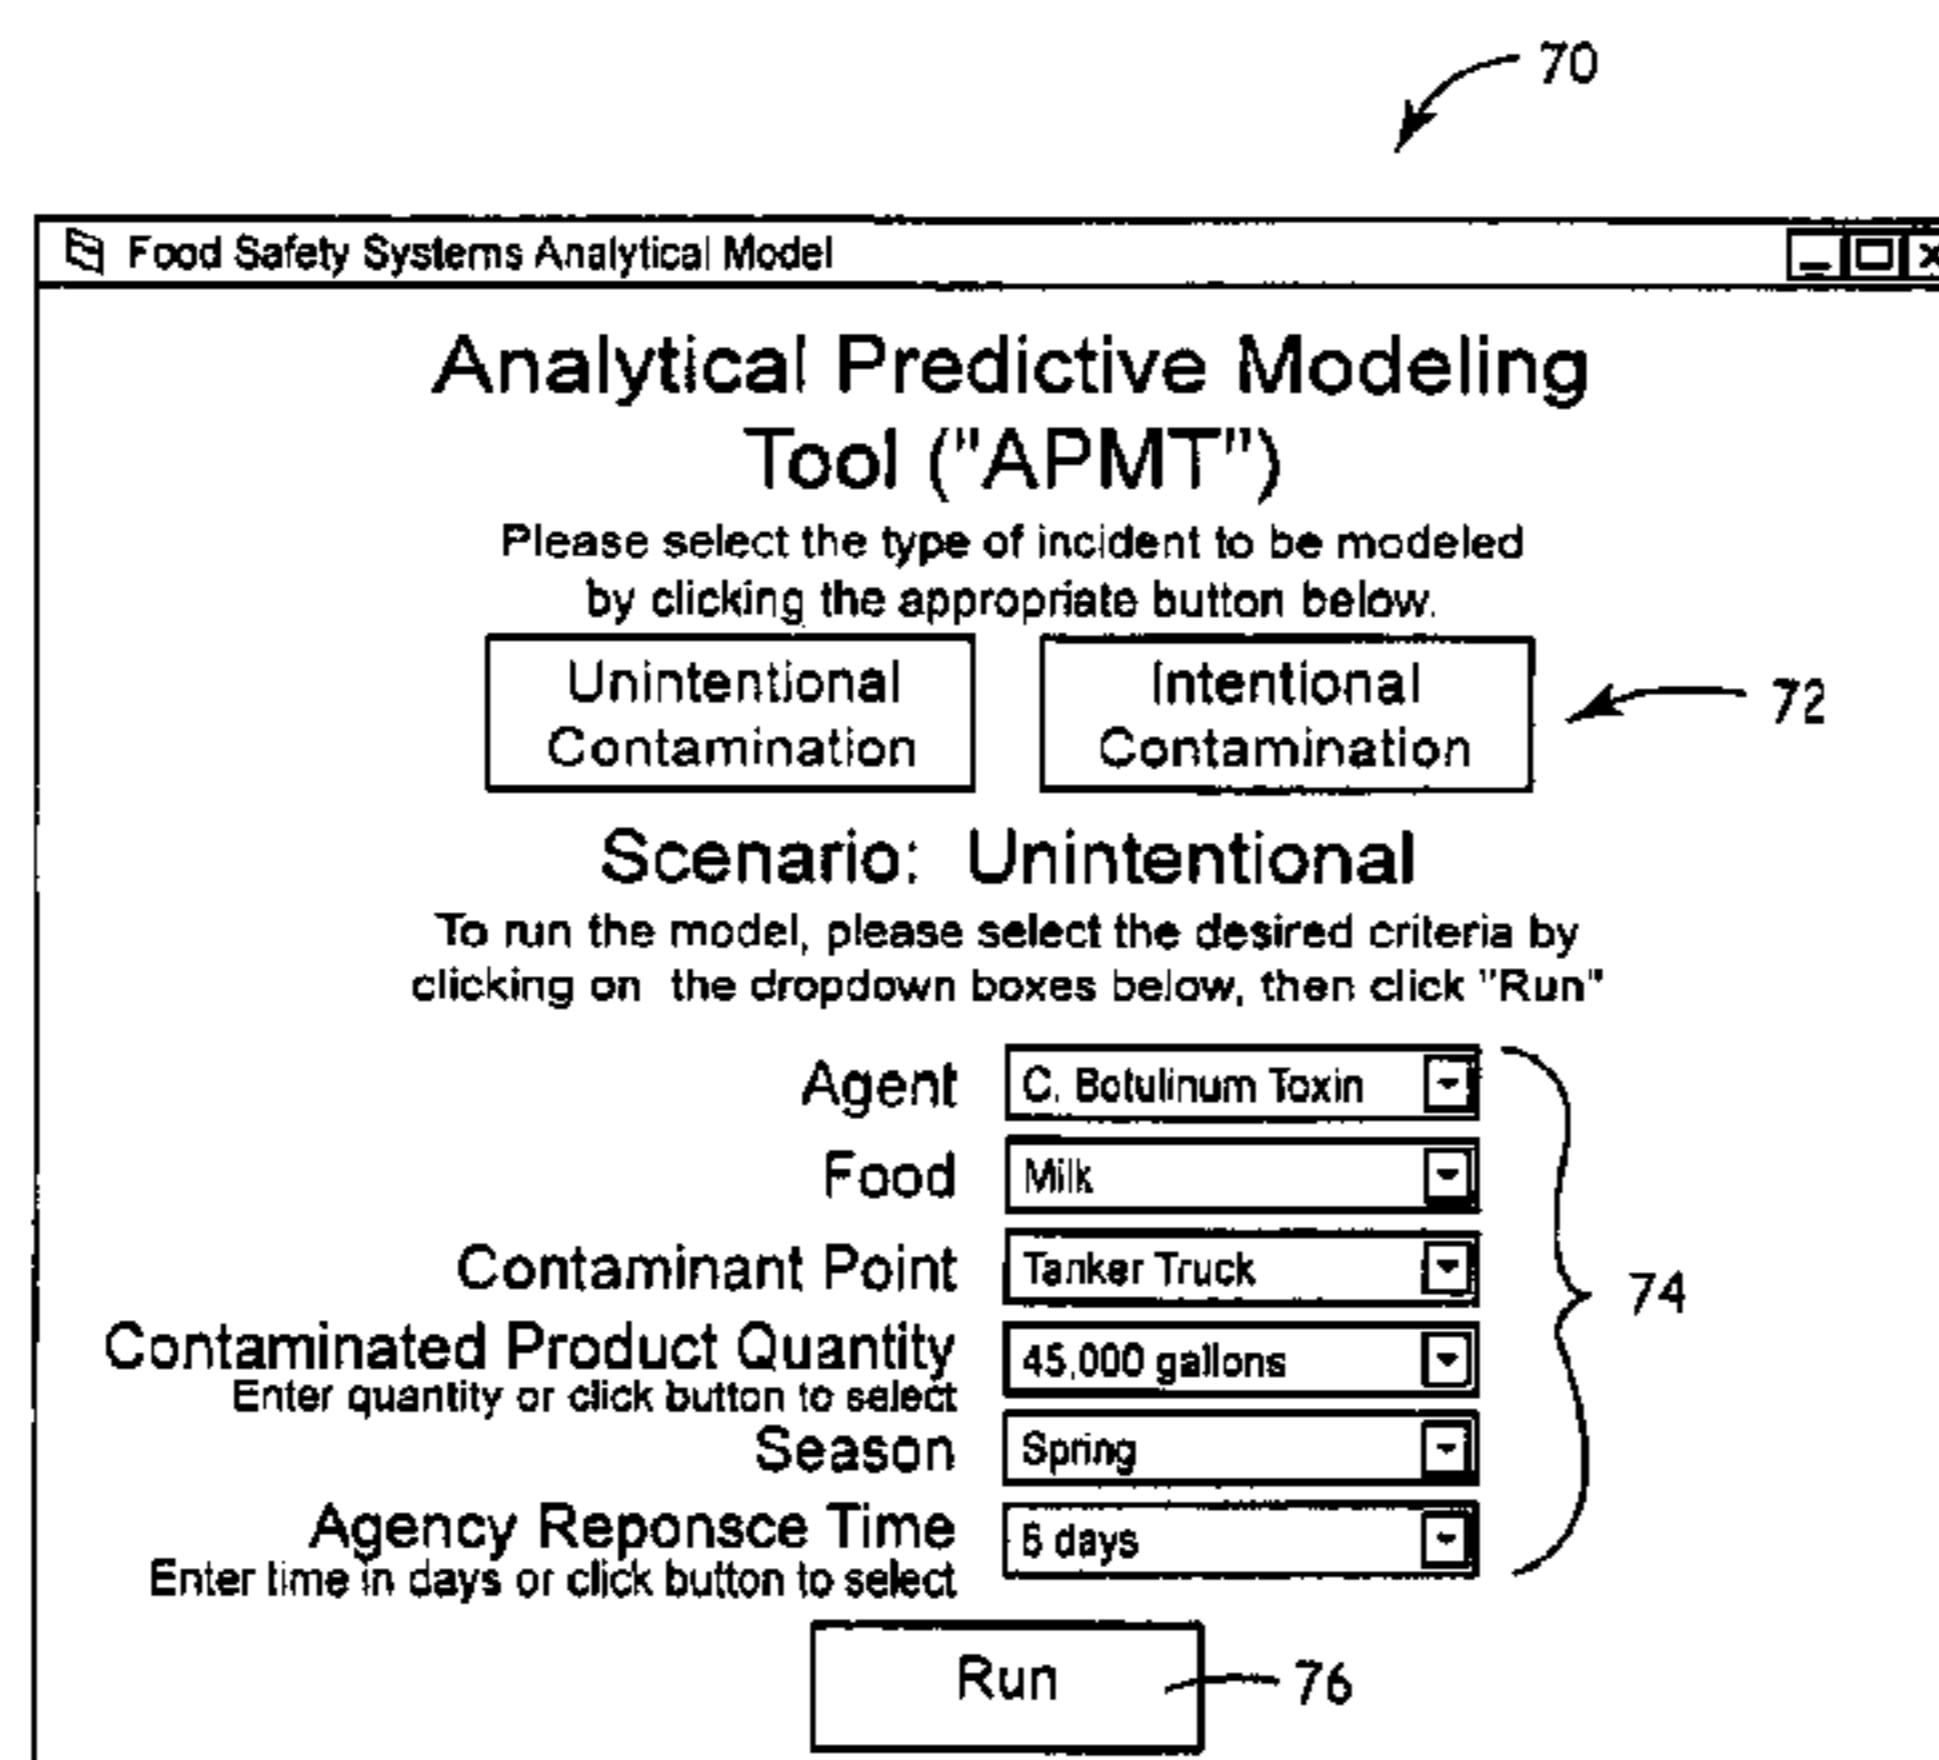 70
Food Safety Systems Analytical Model
Analytical Predictive Modeling
Tool ("APMT")
Please select the type of incident to be modeled
by clicking the appropriate button below.
Unintentional
Contamination
Intentional
Contamination
72
Scenario: Unintentional
To run the model, please select the desired criteria by
clicking on the dropdown boxes below, then click "Run"
Agent
C. Botulinum Toxin
Food
Milk
Contaminant Point
Tanker Truck
74
Contaminated Product Quantity
45,000 gallons
Enter quantity or click button to select
Season
Spring
Agency Reponsce Time
6 days
Enter time in days or click button to select
Run
76